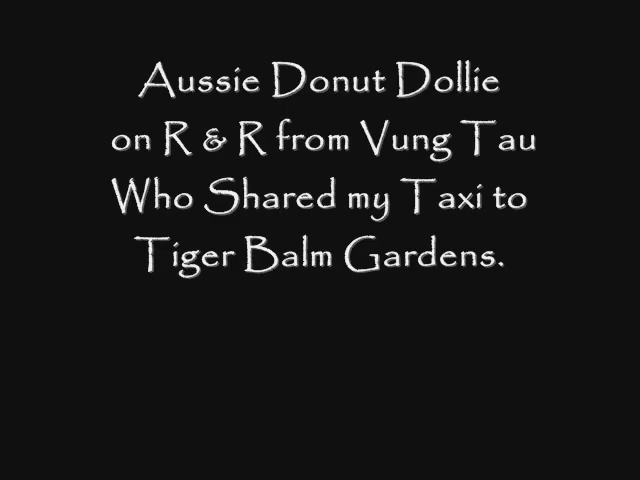 Aussie Donut Dollie
on R & R from Vung Tau
Who Shared my Taxi to
Tiger Balm Gardens.